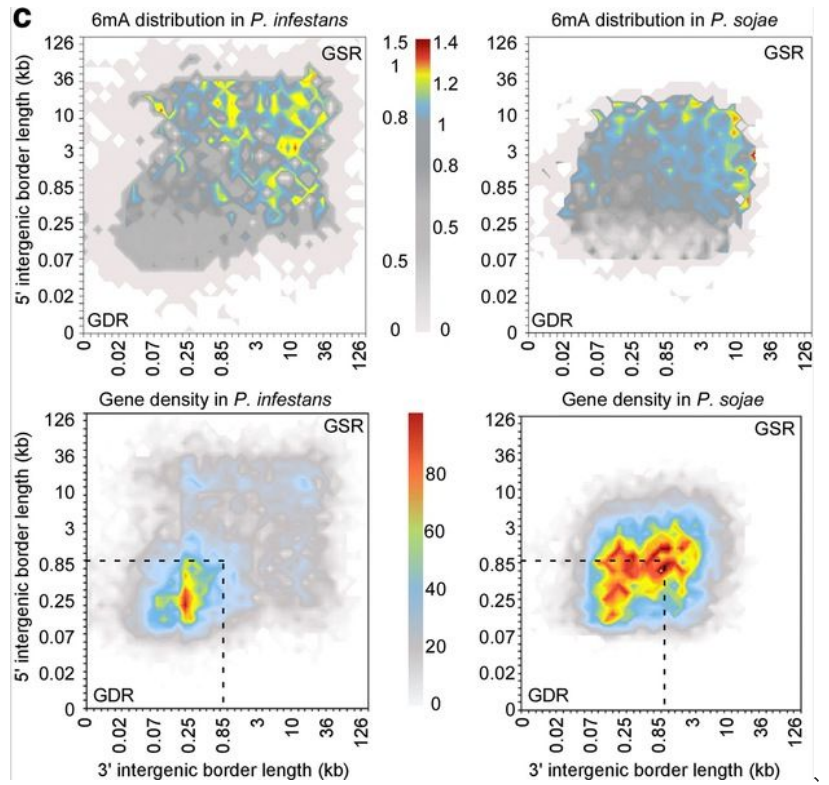 C
6mA distribution in P. infestans
6mA distribution in P. sojae
5' intergenic border length (kb)
126
36
10
3
0.85
0.25
0.07
0.02
0
GSR
GDR
0 0.02 0.07 0.25 0.85 3 10 36 126
1.5 1.4
1 1.2
0.8 1
0.8
0.5
0.5
0 0
126
36
10
3
0.85
0.25
0.07
0.02
0
GSR
GDR
0 0.02 0.07 0.25 0.85 3 10 36 126
Gene density in P. infestans
Gene density in P. sojae
5' intergenic border length (kb)
126
36
10
3
0.85
0.25
0.07
0.02
0
GSR
GDR
0 0.02 0.07 0.25 0.85 3 10 36 126
3' intergenic border length (kb)
80
60
40
20
0
126
36
10
3
0.85
0.25
0.07
0.02
0
GSR
GDR
0 0.02 0.07 0.25 0.85 3 10 36 126
3' intergenic border length (kb)